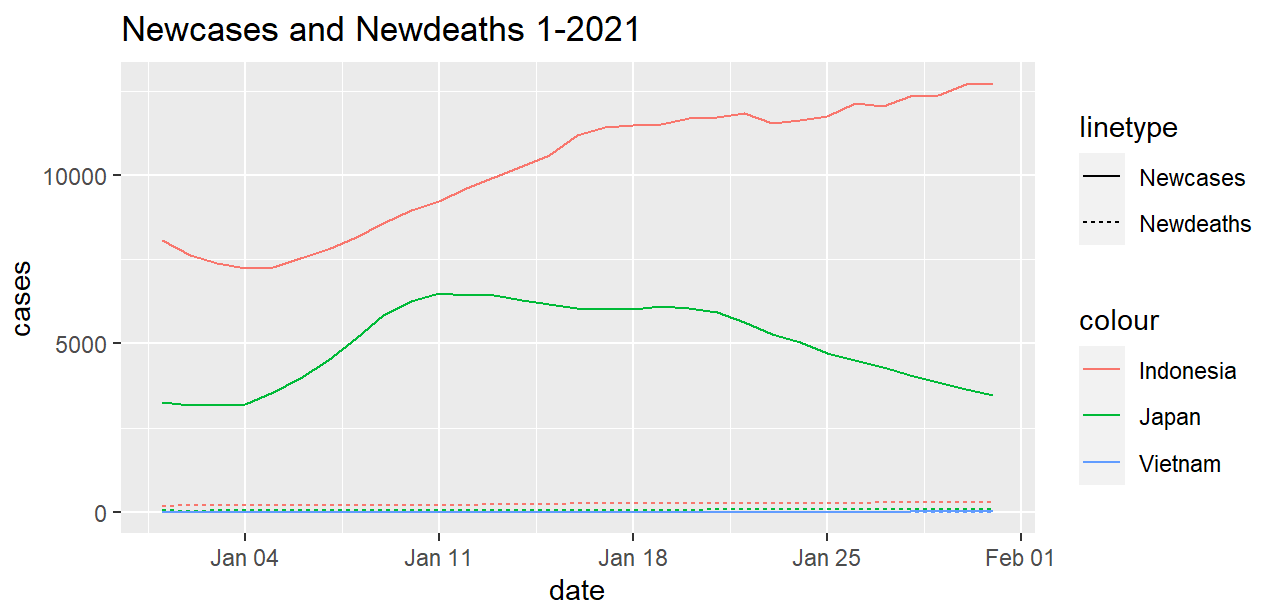 Newcases and Newdeaths 1-2021
10000
5000
0
cases
Jan 04
Jan 11
Jan 18
Jan 25
Feb 01
date
linetype
Newcases
Newdeaths
colour
Indonesia
Japan
Vietnam